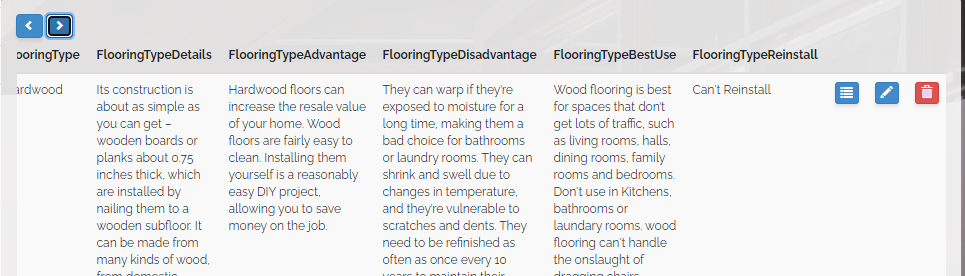 ooringType FlooringTypeDetails FlooringTypeAdvantage FlooringTypeDisadvantage FlooringTypeBestUse FlooringTypeReinstall
ardwood
Its construction is
about as simple as
you can get –
wooden boards or
planks about 0.75
inches thick, which
are installed by
nailing them to a
wooden subfloor. It
can be made from
many kinds of wood,
from domestic
Hardwood floors can
increase the resale value
of your home. Wood
floors are fairly easy to
clean. Installing them
yourself is a reasonably
easy DIY project,
allowing you to save
money on the job.
They can warp if they're
exposed to moisture for a
long time, making them a
bad choice for bathrooms
or laundry rooms. They can
shrink and swell due to
changes in temperature,
and they're vulnerable to
scratches and dents. They
need to be refinished as
often as once every 10
years to maintain their
Wood flooring is best
for spaces that don't
get lots of traffic, such
as living rooms, halls,
dining rooms, family
rooms and bedrooms.
Don't use in Kitchens,
bathrooms or
laundary rooms. wood
flooring can't handle
the onslaught of
dragging chairs
Can't Reinstall